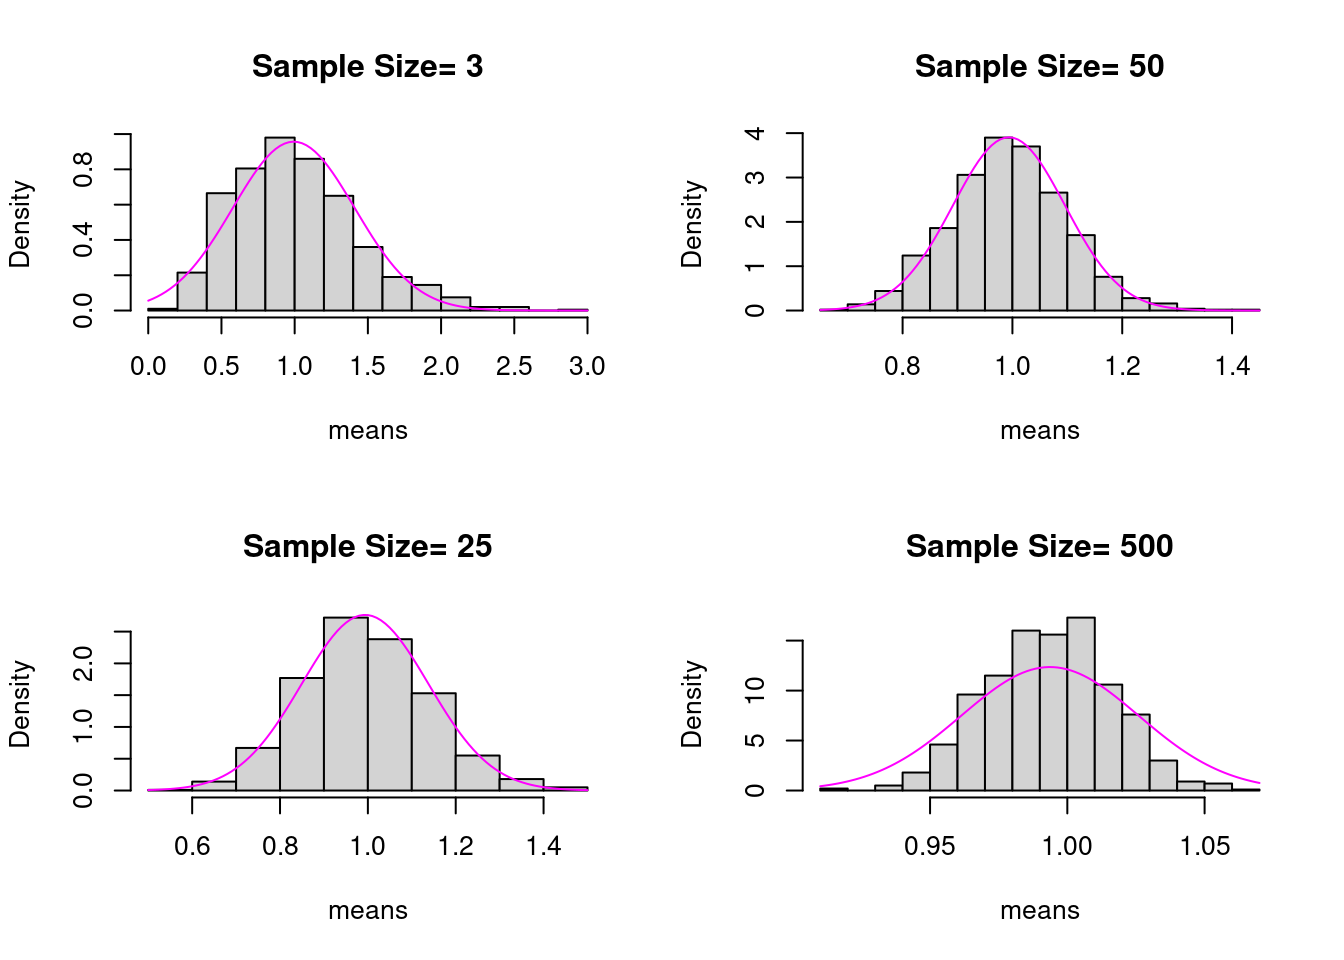 Sample Size= 3
Density
0.0 0.4 0.8
0.0 0.5 1.0 1.5 2.0 2.5 3.0
means
Sample Size= 50
Density
0 1 2 3 4
0.8 1.0 1.2 1.4
means
Sample Size= 25
Density
0.0 1.0 2.0
0.6 0.8 1.0 1.2 1.4
means
Sample Size= 500
Density
0 5 10
0.95 1.00 1.05
means